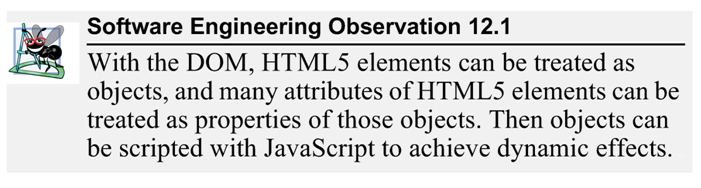 Software Engineering Observation 12.1
With the DOM, HTML5 elements can be treated as
objects, and many attributes of HTML5 elements can be
treated as properties of those objects. Then objects can
be scripted with JavaScript to achieve dynamic effects.